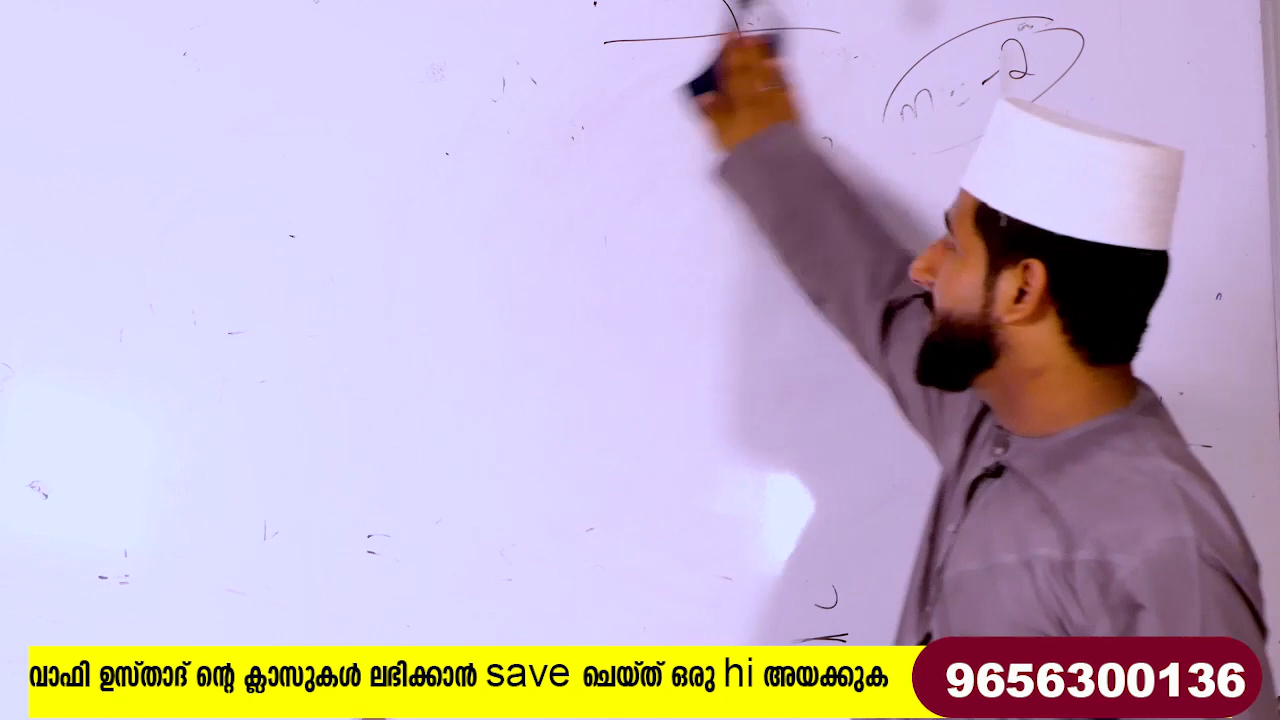 വാഫി ഉസ്താദ് ന്റെ ക്ലാസുകൾ ലഭിക്കാൻ save ചെയ്ത് ഒരു hi അയക്കുക 9656300136